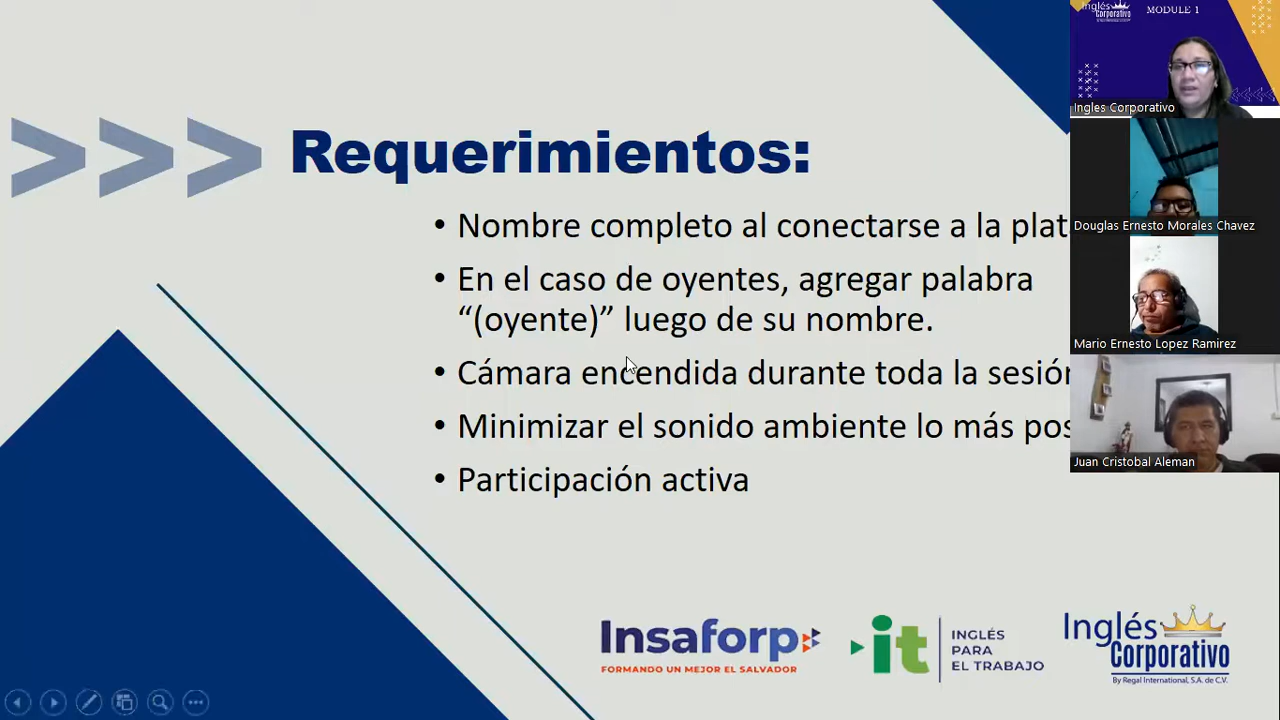 Requerimientos:
• Nombre completo al conectarse a la plat
• En el caso de oyentes, agregar palabra
“(oyente)” luego de su nombre.
• Cámara encendida durante toda la sesión
• Minimizar el sonido ambiente lo más pos
• Participación activa
Insaforp
FORMANDO UN MEJOR EL SALVADOR
it
INGLÉS
PARA
EL TRABAJO
Inglés
Corporativo
By Regal International, S.A. de C.V.
Inglés
Corporativo
MODULE 1
Ingles Corporativo
Douglas Ernesto Morales Chavez
Mario Ernesto Lopez Ramirez
Juan Cristobal Aleman